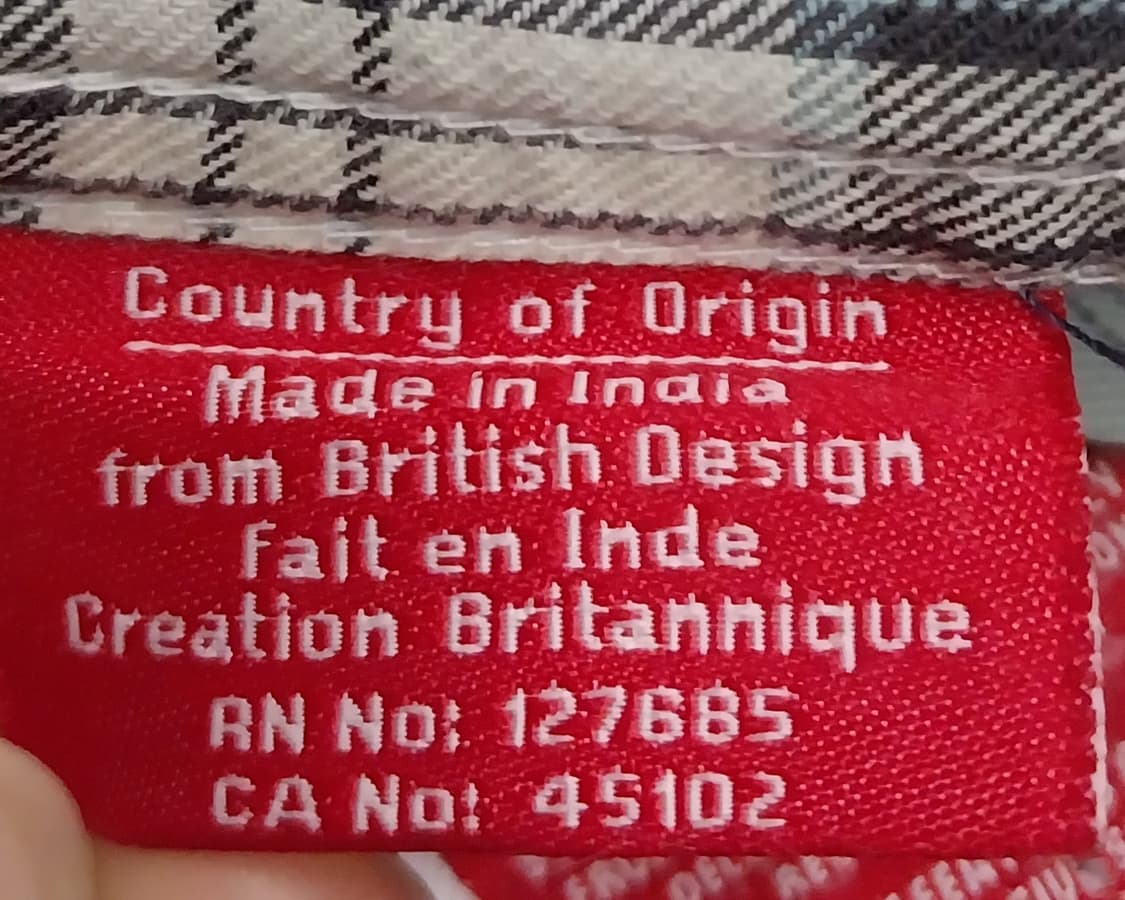 Country of Origin
Made in India
from British Design
fait en Inde
Creation Britannique
RN No: 127685
CA No: 45102